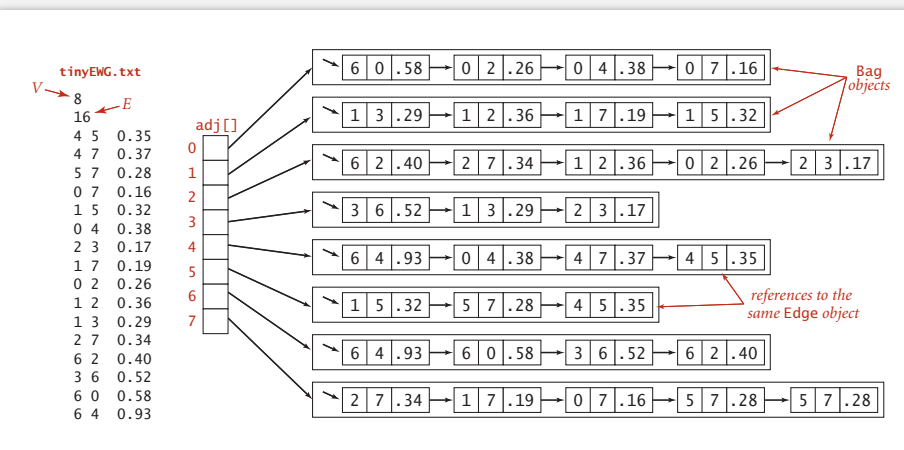 tinyEWG.txt
V
8
E
16
4 5 0.35
4 7 0.37
5 7 0.28
0 7 0.16
1 5 0.32
0 4 0.38
2 3 0.17
1 7 0.19
0 2 0.26
1 2 0.36
1 3 0.29
2 7 0.34
6 2 0.40
3 6 0.52
6 0 0.58
6 4 0.93
adj[]
0
1
2
3
4
5
6
7
6 0 .58 0 2 .26 0 4 .38 0 7 .16
1 3 .29 1 2 .36 1 7 .19 1 5 .32
6 2 .40 2 7 .34 1 2 .36 0 2 .26 2 3 .17
3 6 .52 1 3 .29 2 3 .17
6 4 .93 0 4 .38 4 7 .37 4 5 .35
1 5 .32 5 7 .28 4 5 .35
6 4 .93 6 0 .58 3 6 .52 6 2 .40
2 7 .34 1 7 .19 0 7 .16 5 7 .28 5 7 .28
Bag
objects
references to the
same Edge object